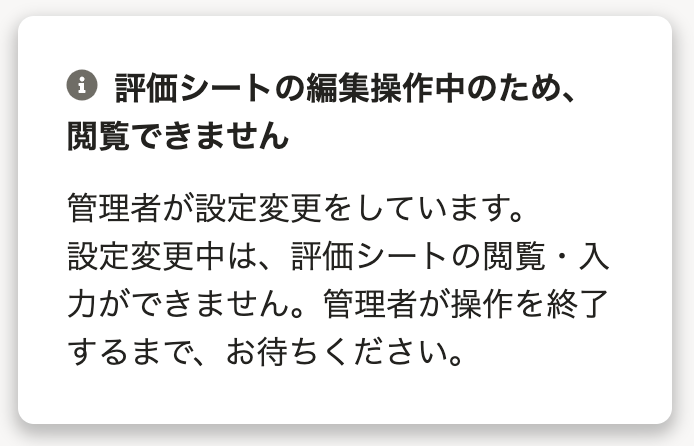 評価シートの編集操作中のため、
閲覧できません
管理者が設定変更をしています。
設定変更中は、評価シートの閲覧・入
力ができません。管理者が操作を終了
するまで、お待ちください。